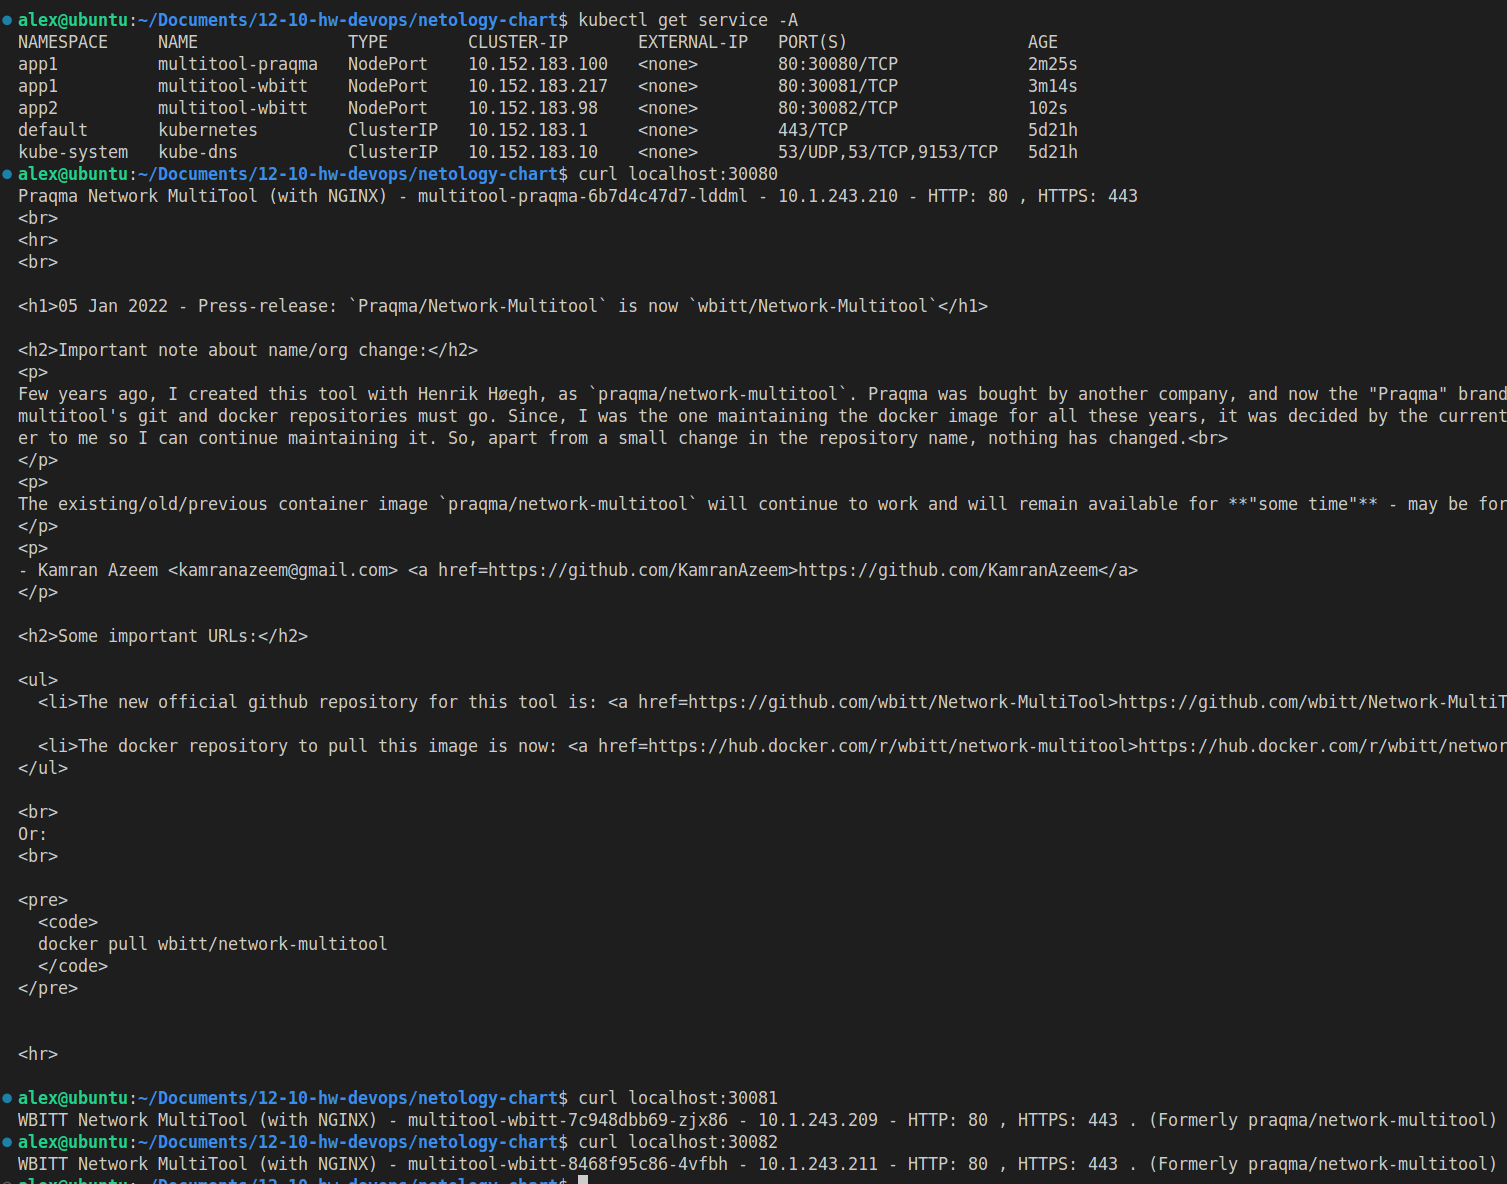 alex@ubuntu:~/Documents/12-10-hw-devops/netology-chart$ kubectl get service -A
NAMESPACE     NAME               TYPE        CLUSTER-IP       EXTERNAL-IP   PORT(S)                  AGE
app1          multitool-praqma   NodePort    10.152.183.100   <none>        80:30080/TCP             2m25s
app1          multitool-wbitt    NodePort    10.152.183.217   <none>        80:30081/TCP             3m14s
app2          multitool-wbitt    NodePort    10.152.183.98    <none>        80:30082/TCP             102s
default       kubernetes         ClusterIP   10.152.183.1     <none>        443/TCP                  5d21h
kube-system   kube-dns           ClusterIP   10.152.183.10    <none>        53/UDP,53/TCP,9153/TCP   5d21h
alex@ubuntu:~/Documents/12-10-hw-devops/netology-chart$ curl localhost:30080
Praqma Network MultiTool (with NGINX) - multitool-praqma-6b7d4c47d7-lddml - 10.1.243.210 - HTTP: 80 , HTTPS: 443
<br>
<hr>
<br>
<h1>05 Jan 2022 - Press-release: `Praqma/Network-Multitool` is now `wbitt/Network-Multitool`</h1>
<h2>Important note about name/org change:</h2>
<p>
Few years ago, I created this tool with Henrik Høegh, as `praqma/network-multitool`. Praqma was bought by another company, and now the "Praqma" brand
multitool's git and docker repositories must go. Since, I was the one maintaining the docker image for all these years, it was decided by the current
er to me so I can continue maintaining it. So, apart from a small change in the repository name, nothing has changed.<br>
</p>
<p>
The existing/old/previous container image `praqma/network-multitool` will continue to work and will remain available for **"some time"** - may be for
</p>
<p>
- Kamran Azeem <kamranazeem@gmail.com> <a href=https://github.com/KamranAzeem>https://github.com/KamranAzeem</a>
</p>
<h2>Some important URLs:</h2>
<ul>
  <li>The new official github repository for this tool is: <a href=https://github.com/wbitt/Network-MultiTool>https://github.com/wbitt/Network-MultiT
  <li>The docker repository to pull this image is now: <a href=https://hub.docker.com/r/wbitt/network-multitool>https://hub.docker.com/r/wbitt/networ
</ul>
<br>
Or:
<br>
<pre>
  <code>
  docker pull wbitt/network-multitool
  </code>
</pre>
<hr>
alex@ubuntu:~/Documents/12-10-hw-devops/netology-chart$ curl localhost:30081
WBITT Network MultiTool (with NGINX) - multitool-wbitt-7c948dbb69-zjx86 - 10.1.243.209 - HTTP: 80 , HTTPS: 443 . (Formerly praqma/network-multitool)
alex@ubuntu:~/Documents/12-10-hw-devops/netology-chart$ curl localhost:30082
WBITT Network MultiTool (with NGINX) - multitool-wbitt-8468f95c86-4vfbh - 10.1.243.211 - HTTP: 80 , HTTPS: 443 . (Formerly praqma/network-multitool)
alex@ubuntu:~/Documents/12-10-hw-devops/netology-chart$